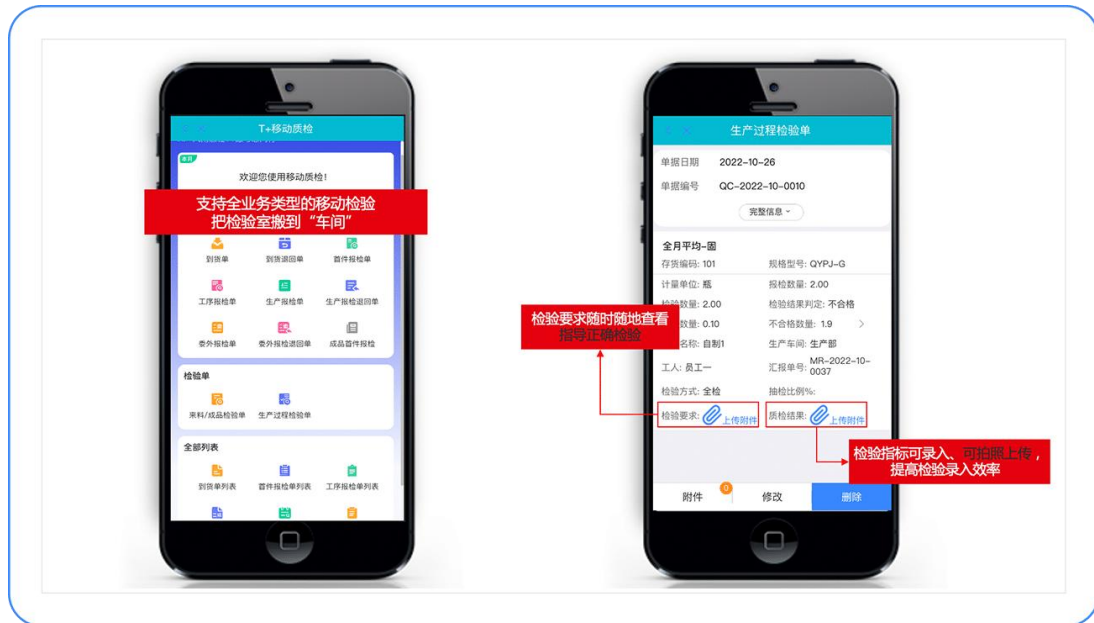 T+移动质检
本月
欢迎您使用移动质检!
支持全业务类型的移动检验
把检验室搬到“车间”
到货单 到货退回单 首件报检单
工序报检单 生产报检单 生产报检退回单
委外报检单 委外报检退回单 成品首件报检
检验单
来料/成品检验单 生产过程检验单
全部列表
到货单列表 首件报检单列表 工序报检单列表
生产过程检验单
单据日期 2022-10-26
单据编号 QC-2022-10-0010
完整信息
全月平均-固
存货编码: 101 规格型号: QYPJ-G
计量单位: 瓶 报检数量: 2.00
检验数量: 2.00 检验结果判定: 不合格
数量: 0.10 不合格数量: 1.9 >
名称: 自制1 生产车间: 生产部
工人: 员工一 汇报单号: MR-2022-10-0037
检验方式: 全检 抽检比例%:
检验要求: 上传附件 质检结果: 上传附件
检验要求随时随地查看
指导正确检验
检验指标可录入、可拍照上传,
提高检验录入效率
附件 0 修改 删除